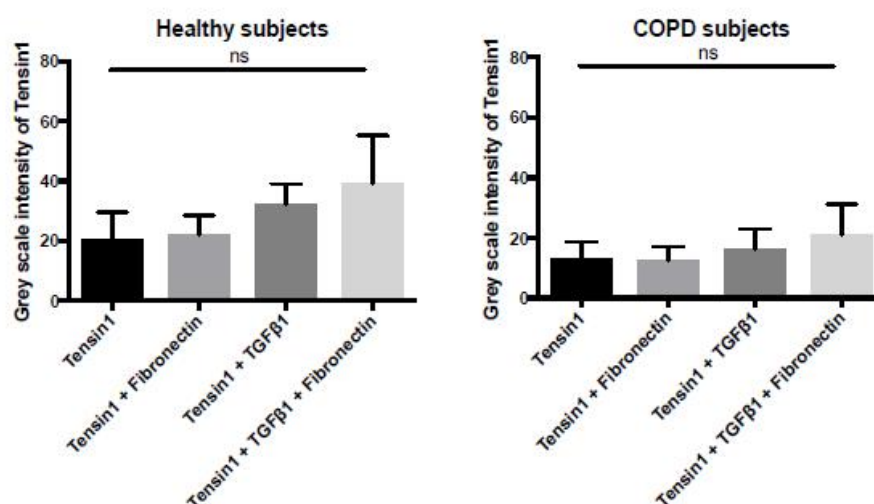 Healthy subjects
ns
Grey scale intensity of Tensin1
80
60
40
20
0
Tensin1
Tensin1 + Fibronectin
Tensin1 + TGFβ1
Tensin1 + TGFβ1 + Fibronectin
COPD subjects
ns
Grey scale intensity of Tensin1
80
60
40
20
0
Tensin1
Tensin1 + Fibronectin
Tensin1 + TGFβ1
Tensin1 + TGFβ1 + Fibronectin